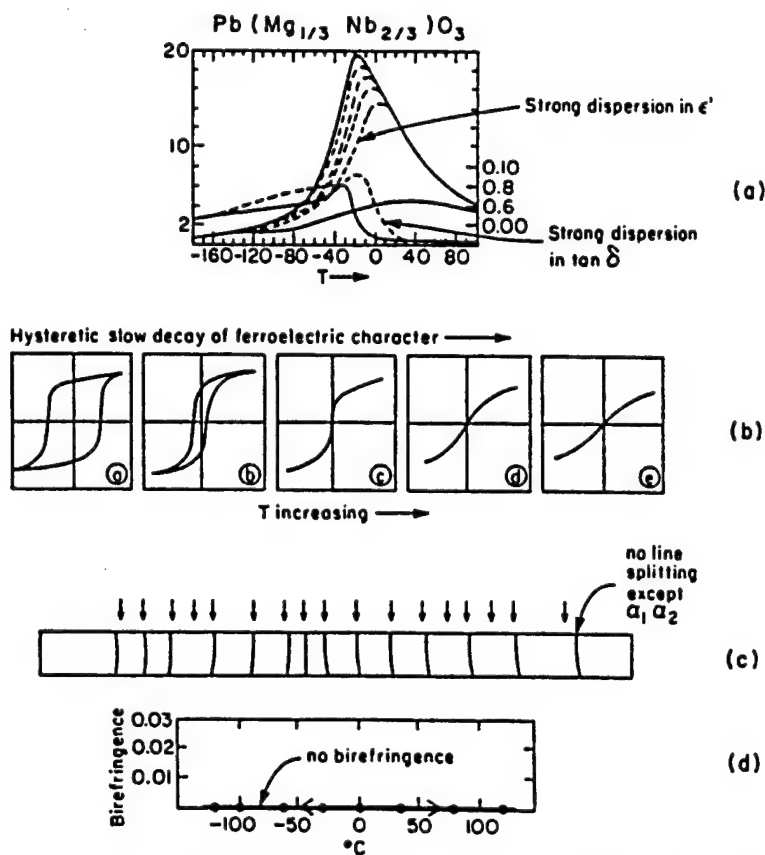 Pb (Mg1/3 Nb2/3)O3
20
10
2
Strong dispersion in ϵ'
0.10
0.8
0.6
0.00
Strong dispersion
in tan δ
-160 -120 -80 -40 0 40 80
T
(a)
Hysteretic slow decay of ferroelectric character
a b c d e
(b)
T increasing
no line
splitting
except
α1 α2
(c)
Birefringence
0.03
0.02
0.01
no birefringence
-100 -50 0 50 100
°C
(d)